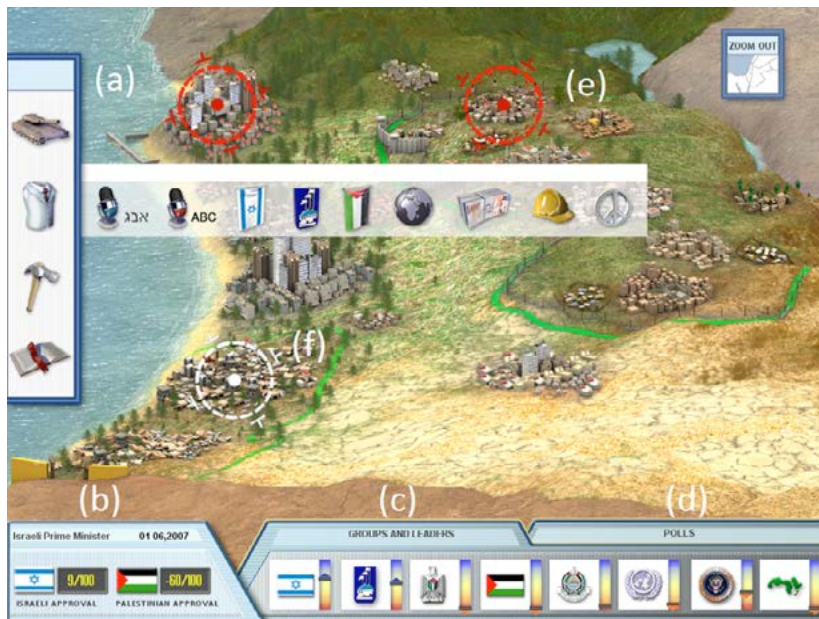 (a)
(e)
ZOOM OUT
אבג
ABC
(f)
(b)
(c)
(d)
Israeli Prime Minister 01 06,2007
GROUPS AND LEADERS
POLLS
9/100
-60/100
ISRAELI APPROVAL
PALESTINIAN APPROVAL